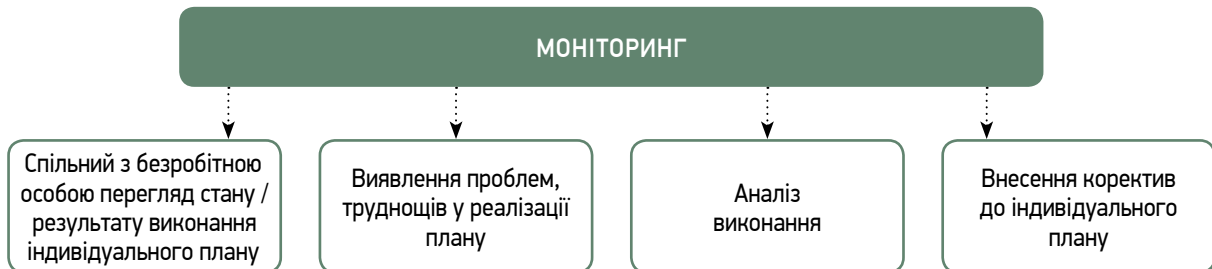 МОНІТОРИНГ
Спільний з безробітною
особою перегляд стану /
результату виконання
індивідуального плану
Виявлення проблем,
труднощів у реалізації
плану
Аналіз
виконання
Внесення коректив
до індивідуального
плану